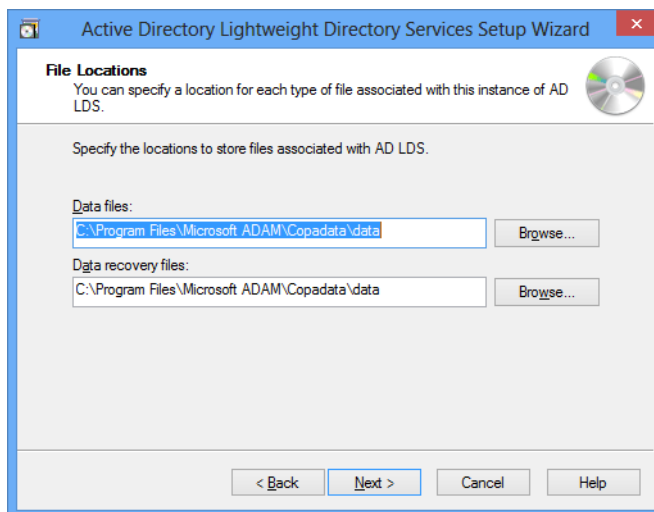 Active Directory Lightweight Directory Services Setup Wizard
File Locations
You can specify a location for each type of file associated with this instance of AD
LDS.
Specify the locations to store files associated with AD LDS.
Data files:
C:\Program Files\Microsoft ADAM\Copadata\data
Browse...
Data recovery files:
C:\Program Files\Microsoft ADAM\Copadata\data
Browse...
< Back Next > Cancel Help